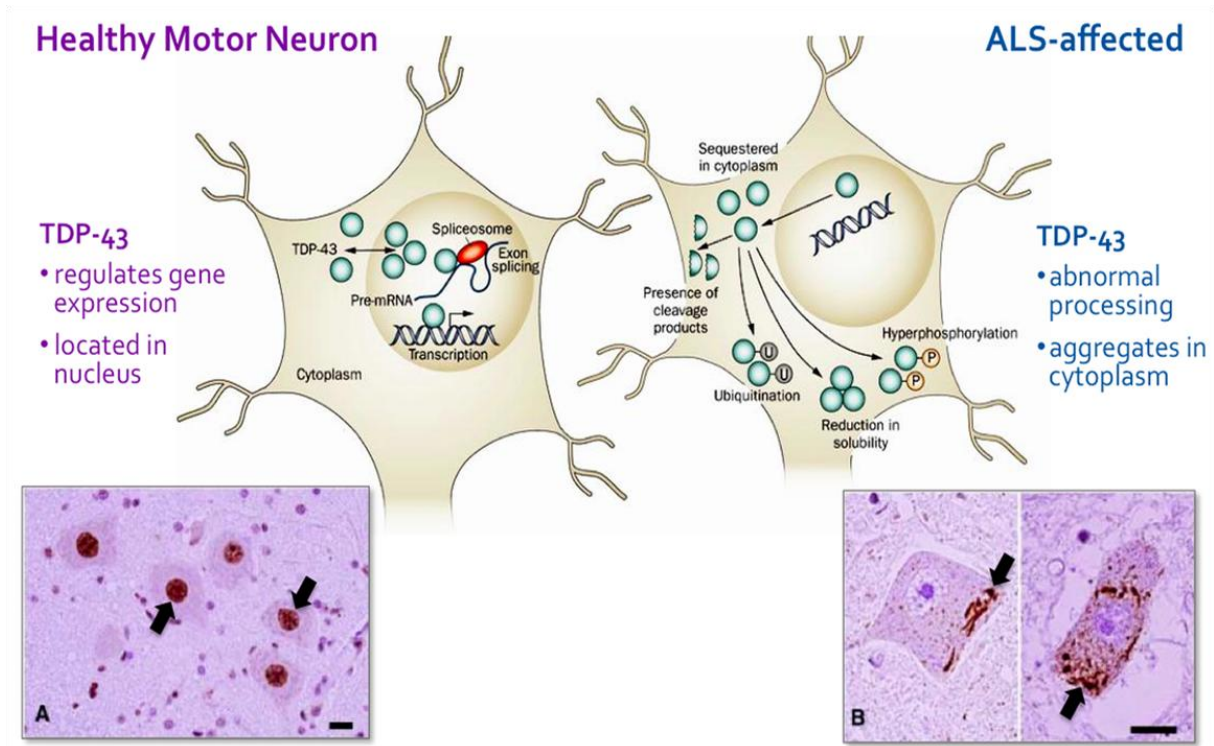 Healthy Motor Neuron
ALS-affected
TDP-43
• regulates gene
expression
• located in
nucleus
TDP-43
Spliceosome
Exon
splicing
Pre-mRNA
Transcription
Cytoplasm
Sequestered
in cytoplasm
Presence of
cleavage
products
U
U
Ubiquitination
Reduction in
solubility
Hyperphosphorylation
P
P
TDP-43
• abnormal
processing
• aggregates in
cytoplasm
A
B